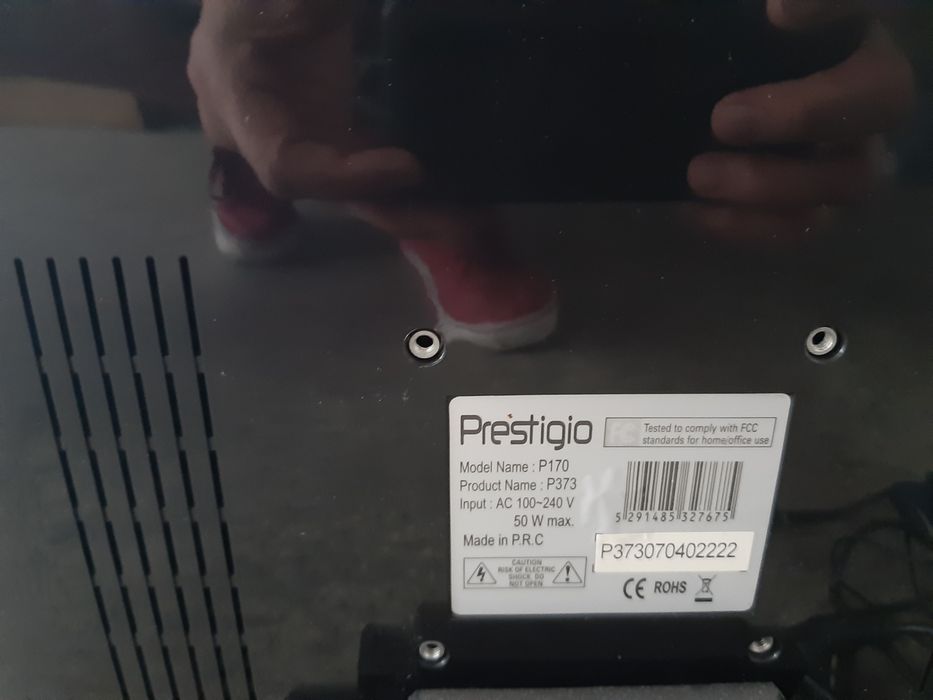 Prestigio
FC Tested to comply with FCC
standards for home/office use
Model Name : P170
Product Name : P373
Input : AC 100~240 V
50 W max.
Made in P.R.C
5 291485 327675
P373070402222
CAUTION
RISK OF ELECTRIC
SHOCK DO
NOT OPEN
CE ROHS